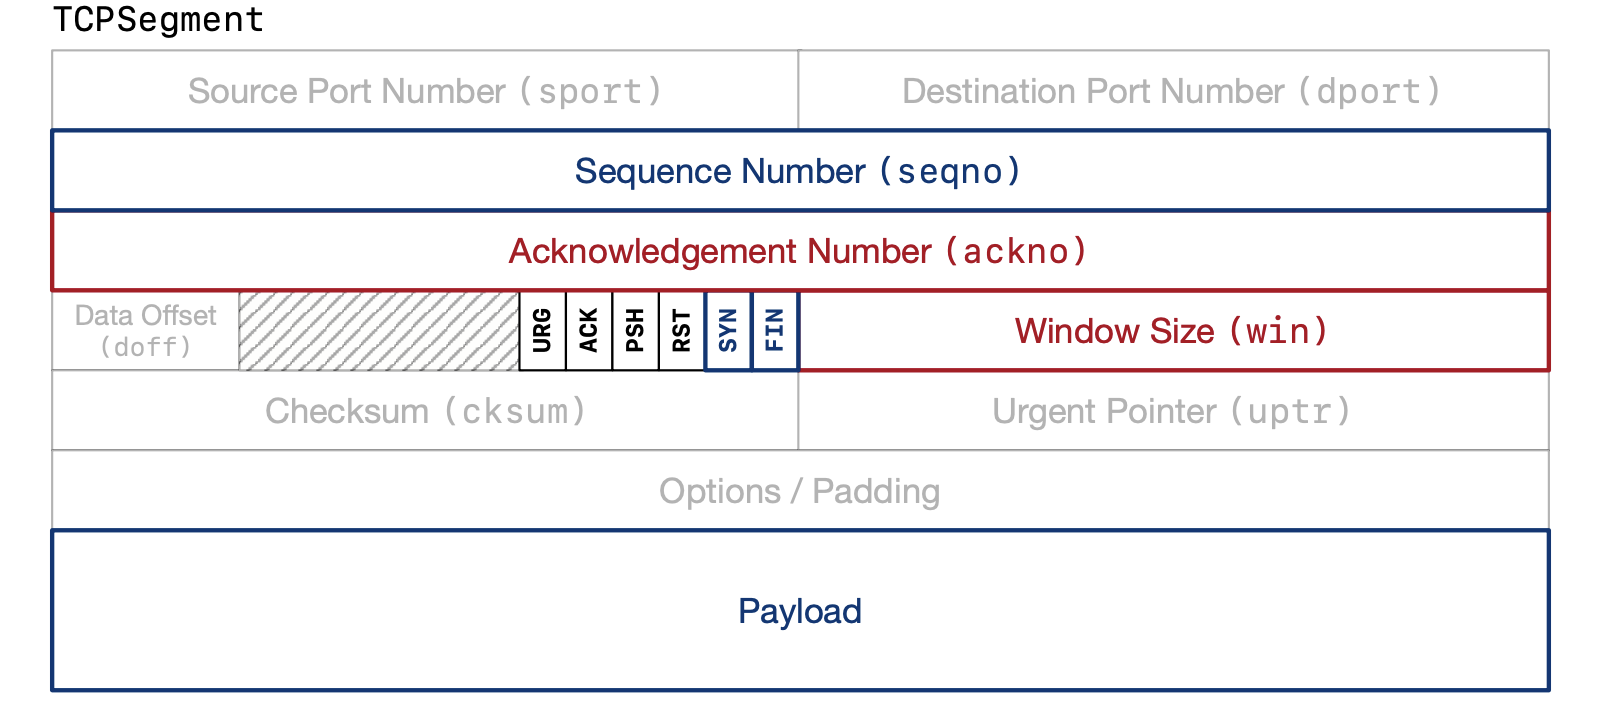 TCPSegment
Source Port Number (sport) Destination Port Number (dport)
Sequence Number (seqno)
Acknowledgement Number (ackno)
Data Offset
(doff)
URG ACK PSH RST SYN FIN
Window Size (win)
Checksum (cksum) Urgent Pointer (uptr)
Options / Padding
Payload